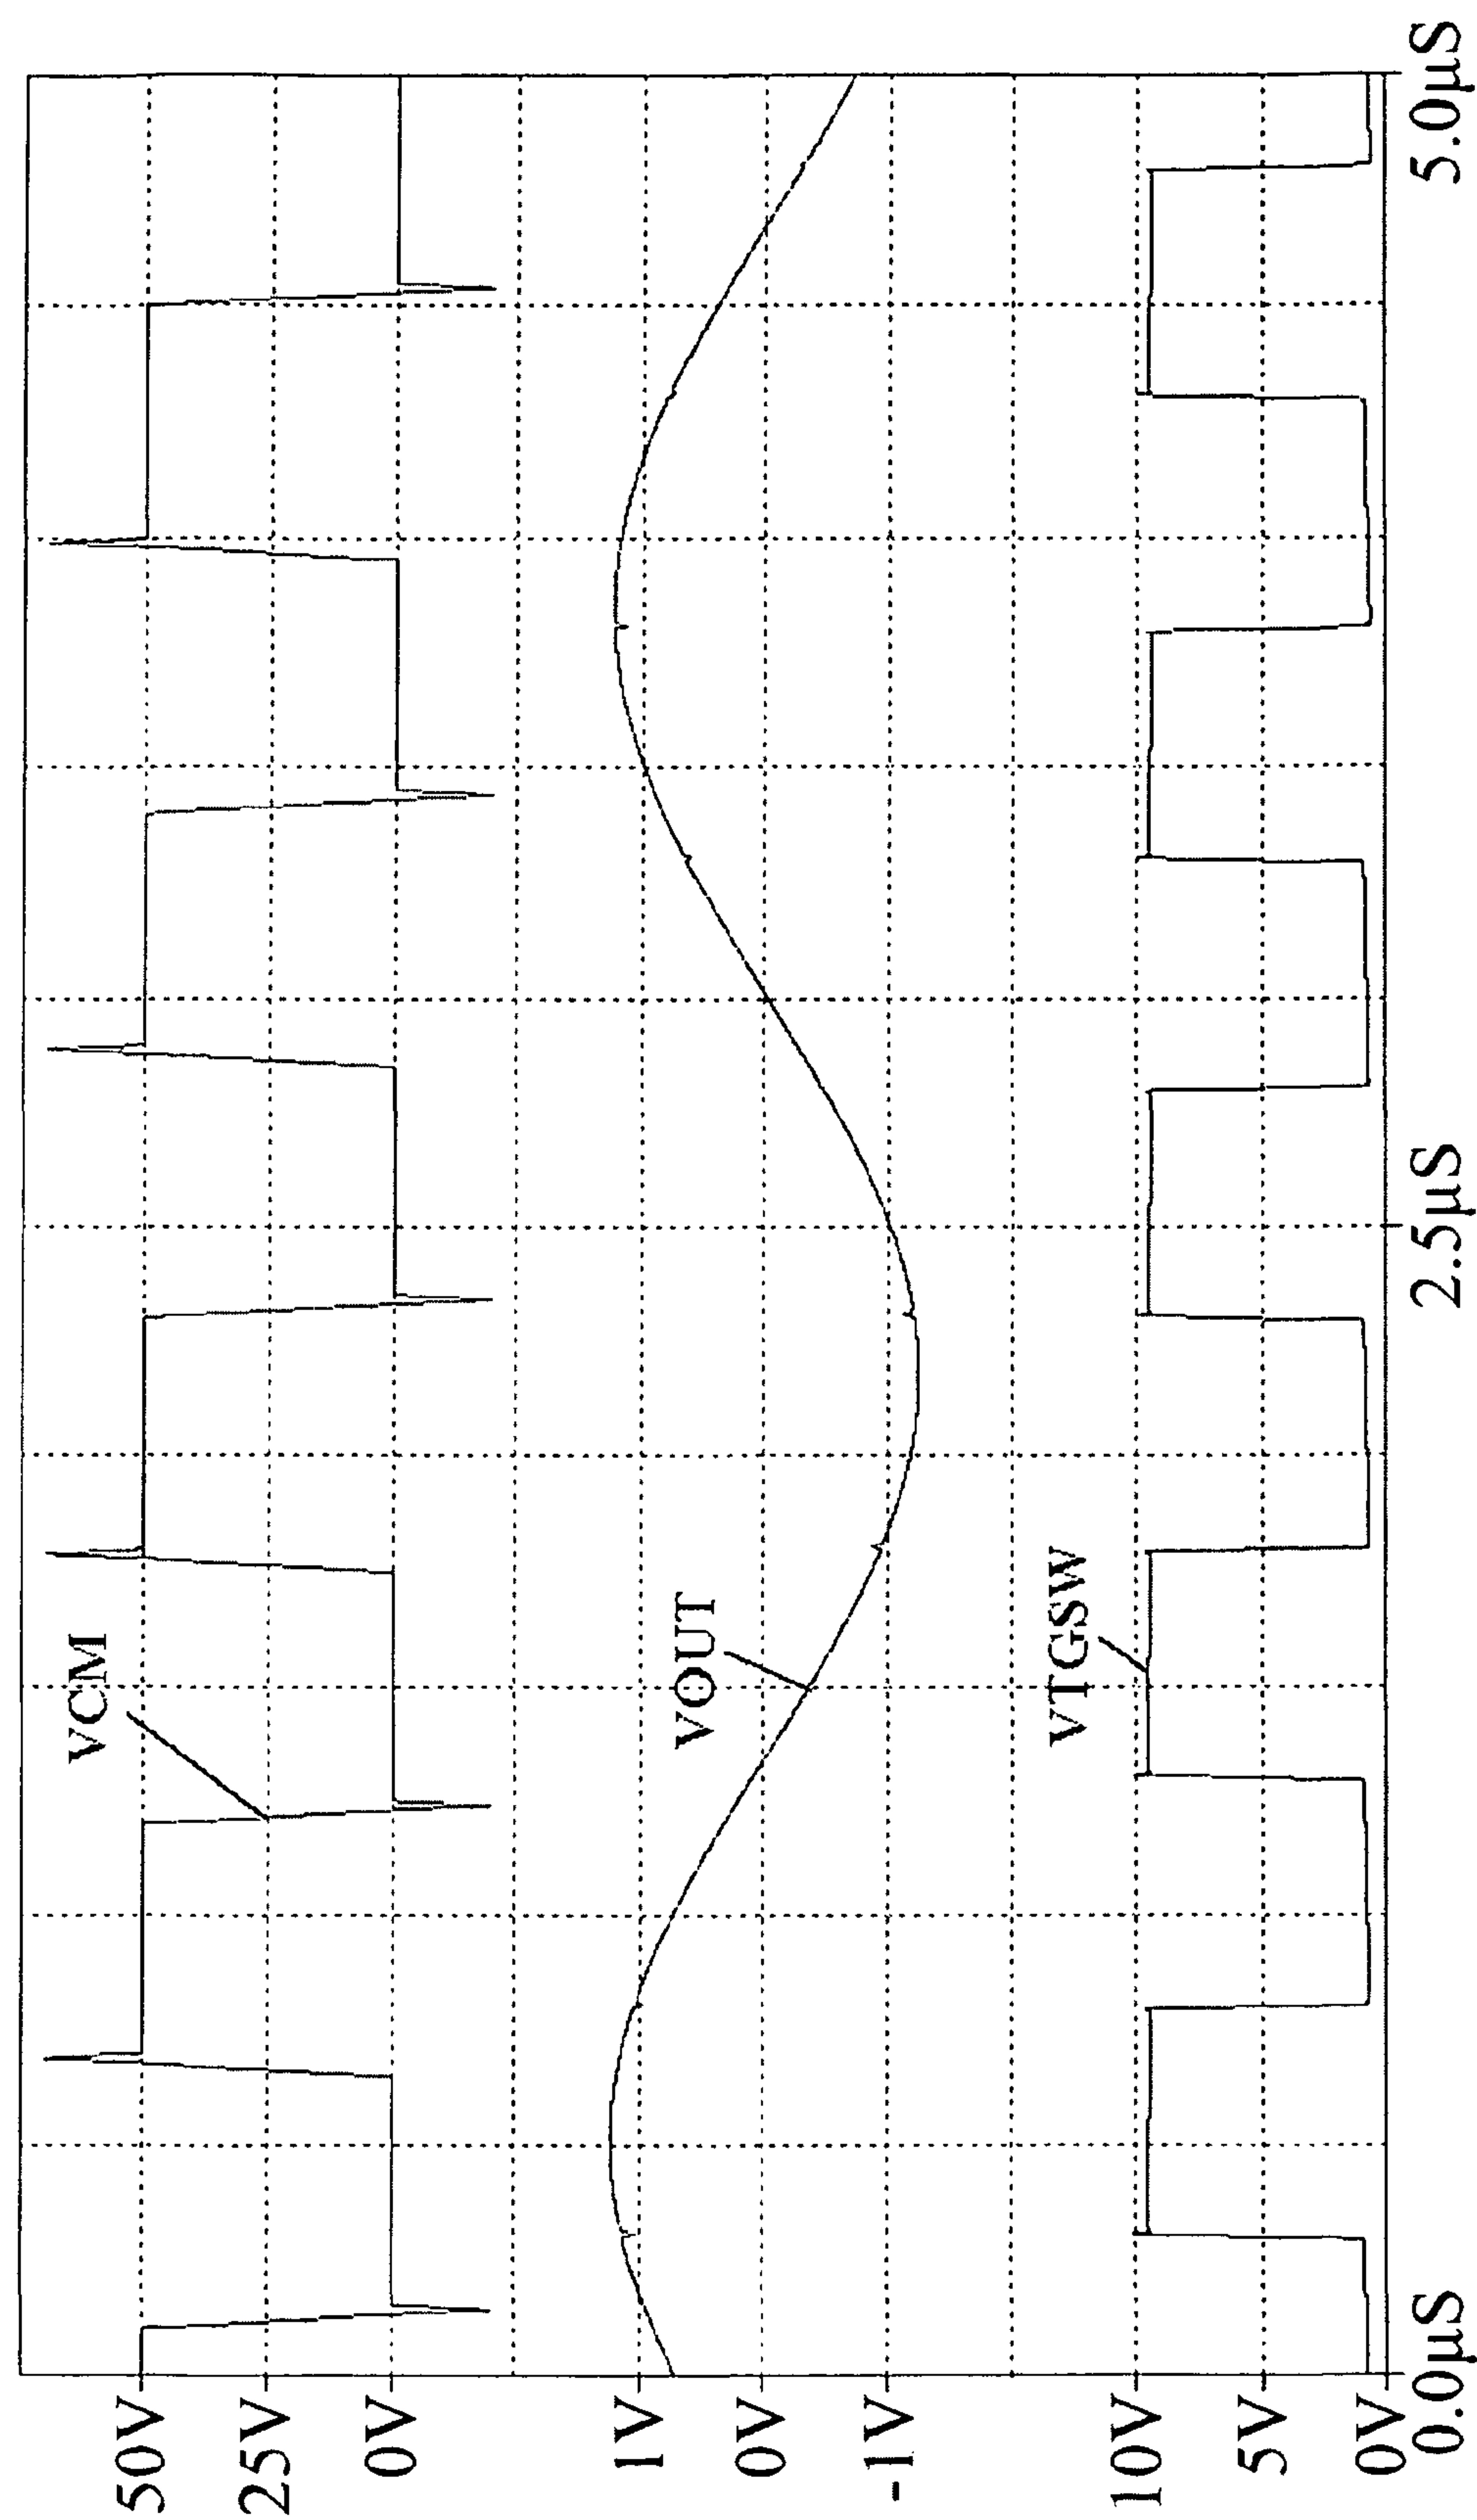 50V
25V
0V
1V
0V
-1V
10V
5V
0V
VCM
VOUT
VTGSW
0.0µS
2.5µS
5.0µS